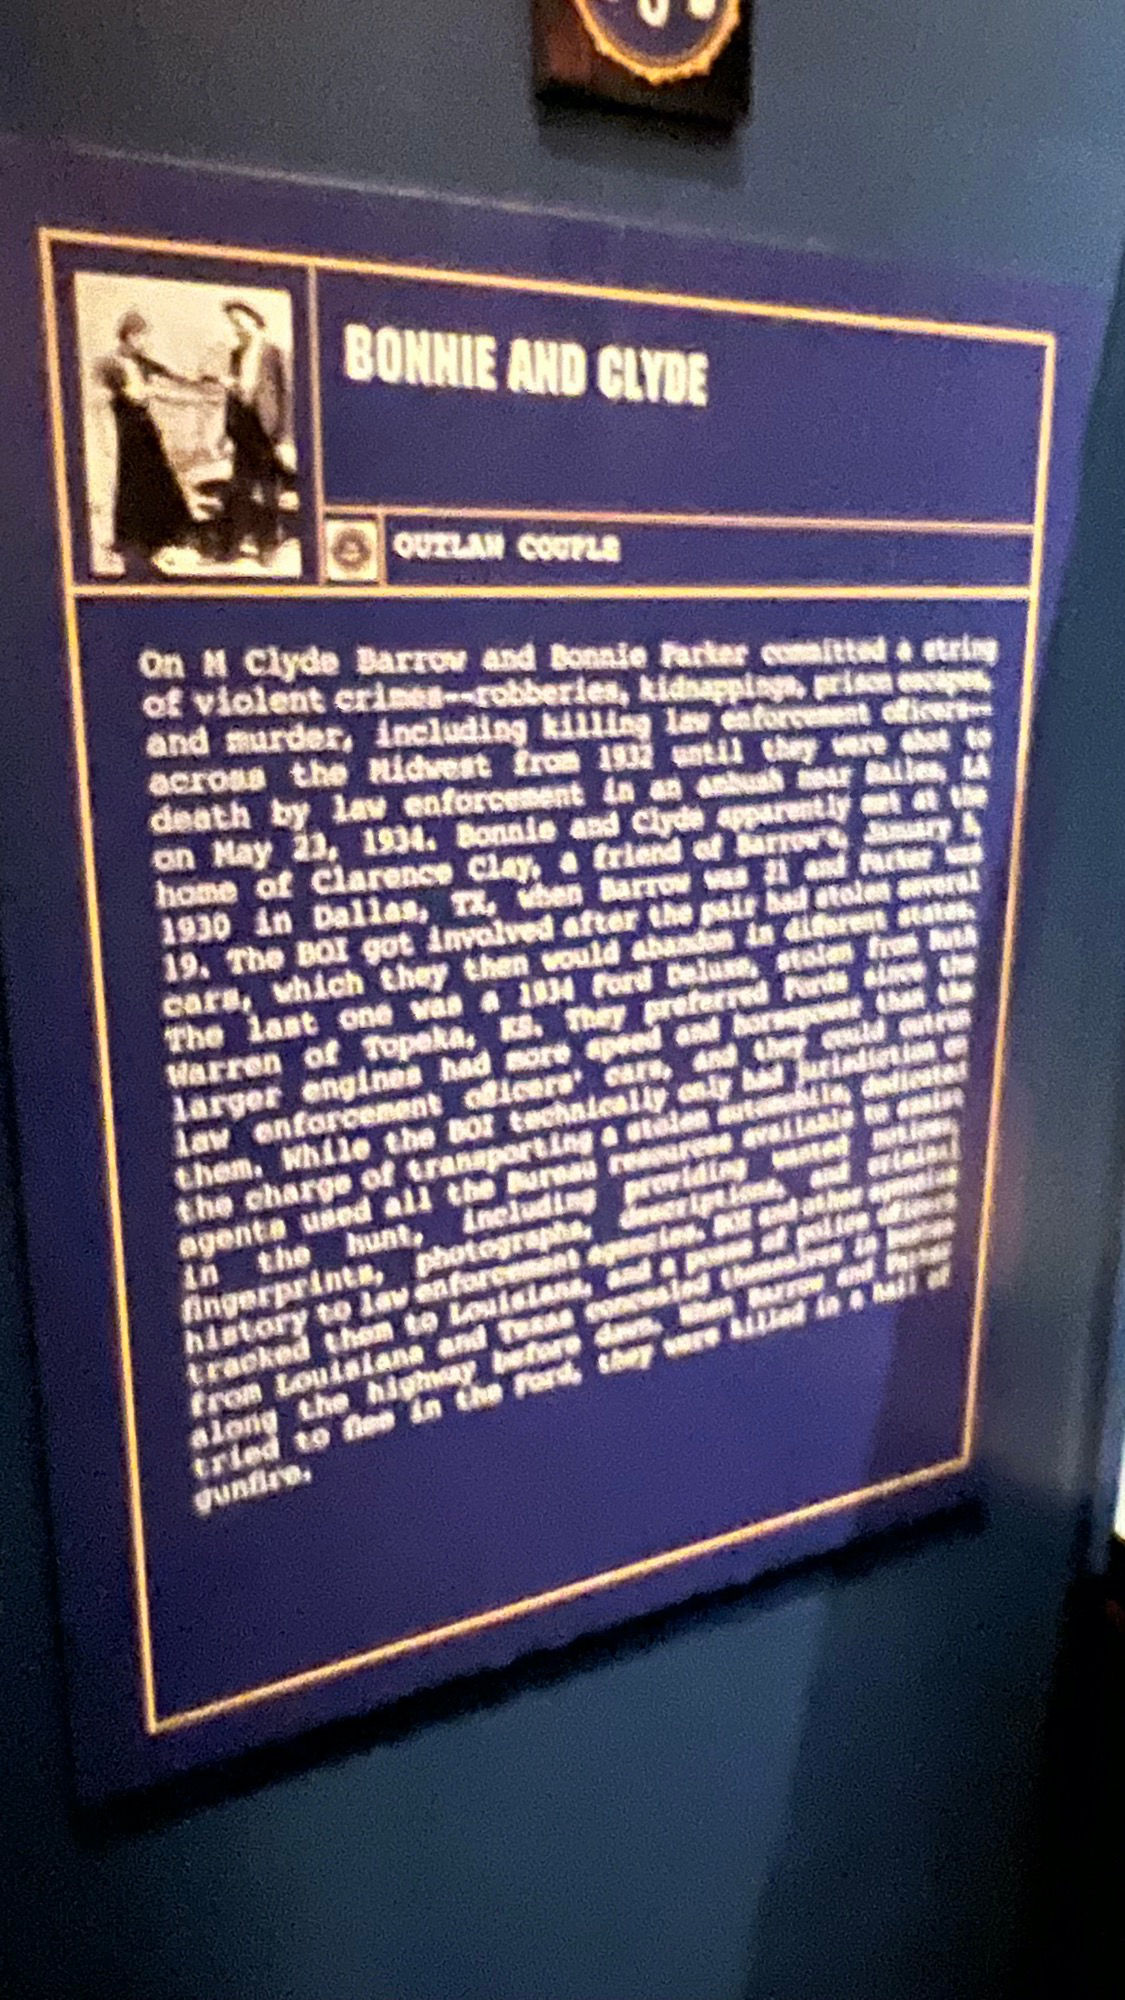 BONNIE AND CLYDE
OUTLAW COUPLE
On M Clyde Barrow and Bonnie Parker committed a string
of violent crimes--robberies, kidnappings, prison escapes,
and murder, including killing law enforcement officers--
across the Midwest from 1932 until they were shot to
death by law enforcement in an ambush near Sailes, LA
on May 23, 1934. Bonnie and Clyde apparently met at the
home of Clarence Clay, a friend of Barrow's, January 5,
1930 in Dallas, TX, when Barrow was 21 and Parker was
19. The BOI got involved after the pair had stolen several
cars, which they then would abandon in different states.
The last one was a 1934 Ford Deluxe, stolen from Ruth
Warren of Topeka, KS. They preferred Fords since the
larger engines had more speed and horsepower than the
law enforcement officers' cars, and they could outrun
them. While the BOI technically only had jurisdiction on
the charge of transporting a stolen automobile, dedicated
agents used all the Bureau resources available to assist
in the hunt, including providing wanted notices,
fingerprints, photographs, descriptions, and criminal
history to law enforcement agencies. BOI and other agencies
tracked them to Louisiana, and a posse of police officers
from Louisiana and Texas concealed themselves in bushes
along the highway before dawn. When Barrow and Parker
tried to flee in the Ford, they were killed in a hail of
gunfire.